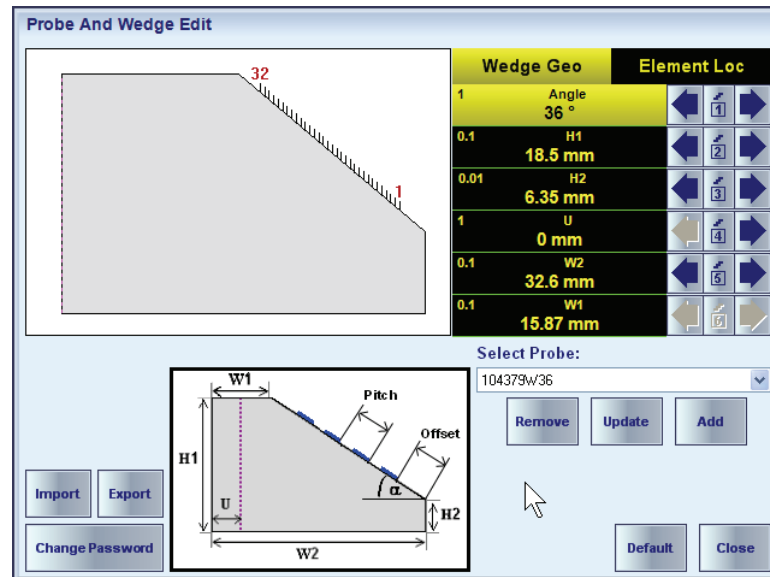 Probe And Wedge Edit
32
1
Wedge Geo
Element Loc
1 Angle
36 °
1
0.1 H1
18.5 mm
2
0.01 H2
6.35 mm
3
1 U
0 mm
4
0.1 W2
32.6 mm
5
0.1 W1
15.87 mm
6
Select Probe:
104379W36
Remove
Update
Add
W1
Pitch
Offset
H1
α
U
H2
W2
Import
Export
Change Password
Default
Close